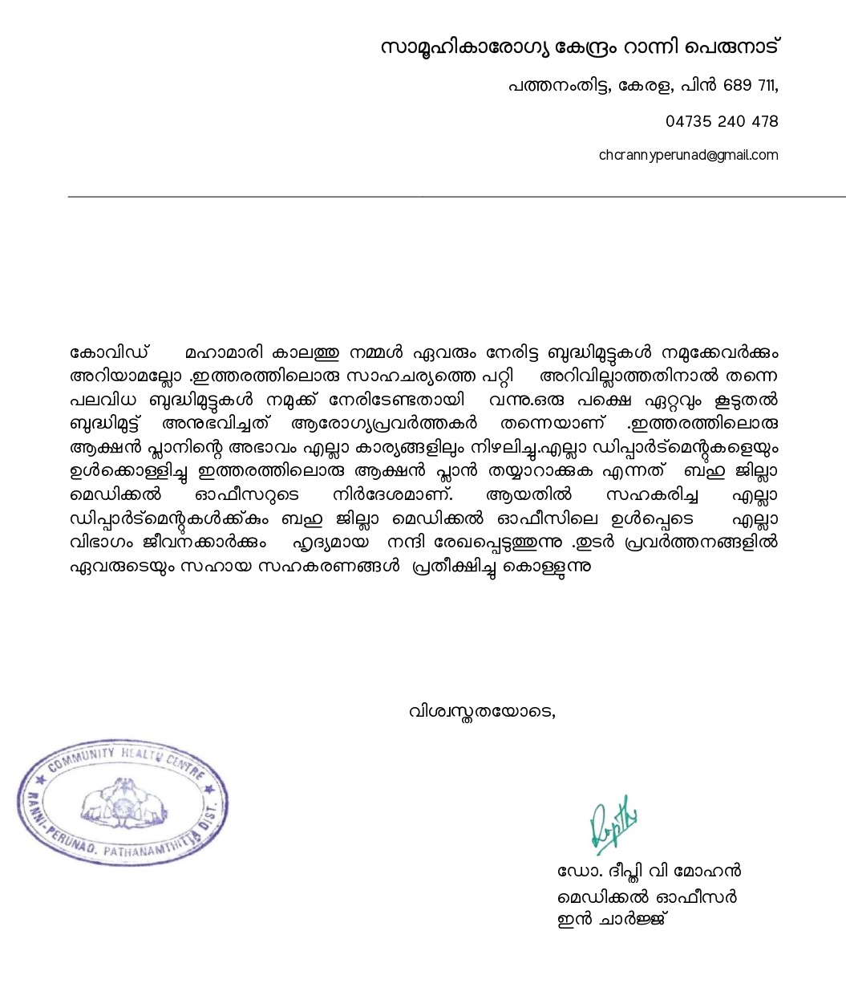 സാമൂഹികാരോഗ്യ കേന്ദ്രം റാന്നി പെരുനാട്
പത്തനംതിട്ട, കേരള, പിൻ 689 711,
04735 240 478
chcrannyperunad@gmail.com
കോവിഡ് മഹാമാരി കാലത്തു നമ്മൾ ഏവരും നേരിട്ട ബുദ്ധിമുട്ടുകൾ നമുക്കേവർക്കും
അറിയാമല്ലോ .ഇത്തരത്തിലൊരു സാഹചര്യത്തെ പറ്റി അറിവില്ലാത്തതിനാൽ തന്നെ
പലവിധ ബുദ്ധിമുട്ടുകൾ നമുക്ക് നേരിടേണ്ടതായി വന്നു.ഒരു പക്ഷെ ഏറ്റവും കൂടുതൽ
ബുദ്ധിമുട്ട് അനുഭവിച്ചത് ആരോഗ്യപ്രവർത്തകർ തന്നെയാണ് .ഇത്തരത്തിലൊരു
ആക്ഷൻ പ്ലാനിന്റെ അഭാവം എല്ലാ കാര്യങ്ങളിലും നിഴലിച്ചു.എല്ലാ ഡിപ്പാർട്മെന്റുകളെയും
ഉൾക്കൊള്ളിച്ചു ഇത്തരത്തിലൊരു ആക്ഷൻ പ്ലാൻ തയ്യാറാക്കുക എന്നത് ബഹു ജില്ലാ
മെഡിക്കൽ ഓഫീസറുടെ നിർദേശമാണ്. ആയതിൽ സഹകരിച്ച എല്ലാ
ഡിപ്പാർട്മെന്റുകൾക്ക്കും ബഹു ജില്ലാ മെഡിക്കൽ ഓഫീസിലെ ഉൾപ്പെടെ എല്ലാ
വിഭാഗം ജീവനക്കാർക്കും ഹൃദ്യമായ നന്ദി രേഖപ്പെടുത്തുന്നു .തുടർ പ്രവർത്തനങ്ങളിൽ
ഏവരുടെയും സഹായ സഹകരണങ്ങൾ പ്രതീക്ഷിച്ചു കൊള്ളുന്നു
വിശ്വസ്തതയോടെ,
COMMUNITY HEALTH CENTRE
RANNI-PERUNAD. PATHANAMTHITTA DIST.
ഡോ. ദീപ്തി വി മോഹൻ
മെഡിക്കൽ ഓഫീസർ
ഇൻ ചാർജ്ജ്